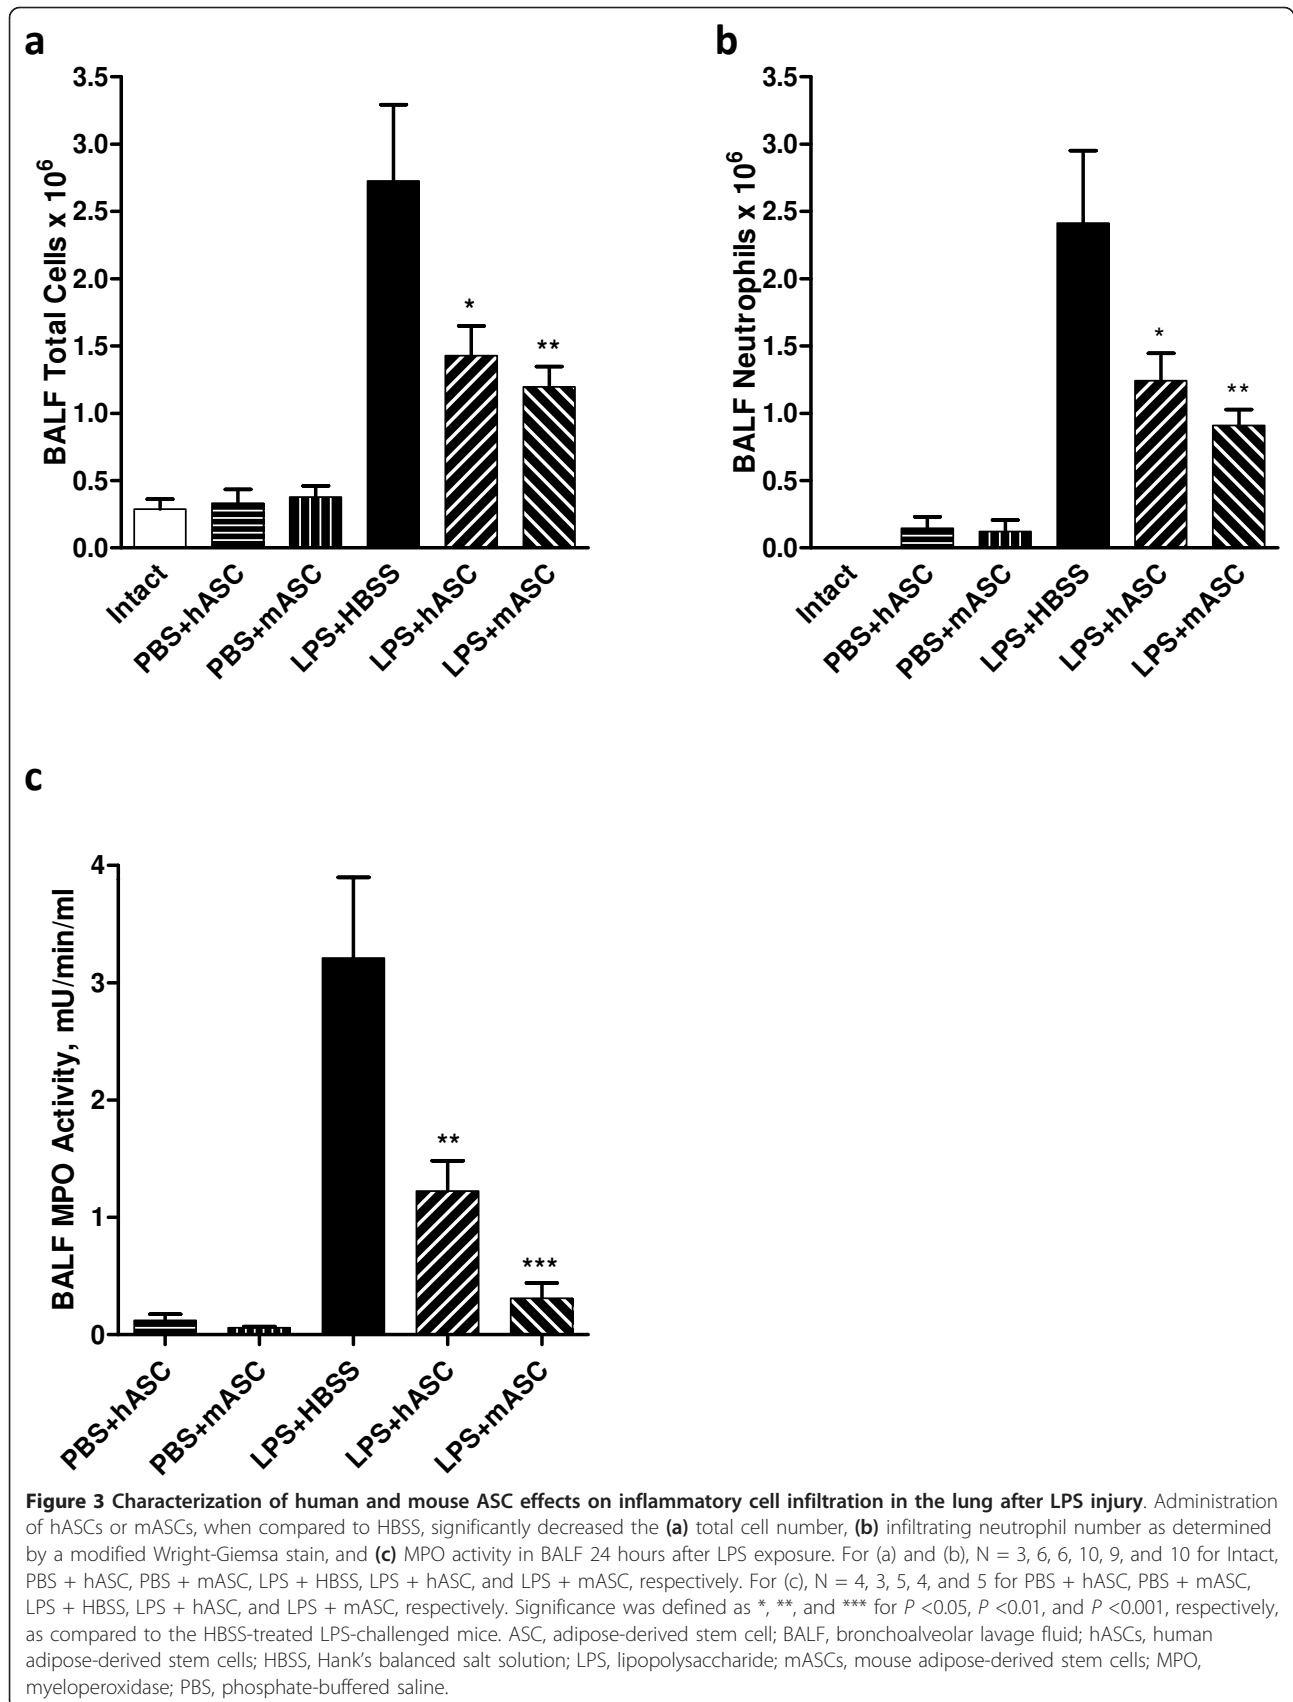 a
3.5
3.0
2.5
2.0
1.5
1.0
0.5
0.0
BALF Total Cells x 10⁶
*
**
Intact
PBS+hASC
PBS+mASC
LPS+HBSS
LPS+hASC
LPS+mASC
b
3.5
3.0
2.5
2.0
1.5
1.0
0.5
0.0
BALF Neutrophils x 10⁶
*
**
Intact
PBS+hASC
PBS+mASC
LPS+HBSS
LPS+hASC
LPS+mASC
c
4
3
2
1
0
BALF MPO Activity, mU/min/ml
**
***
PBS+hASC
PBS+mASC
LPS+HBSS
LPS+hASC
LPS+mASC
Figure 3 Characterization of human and mouse ASC effects on inflammatory cell infiltration in the lung after LPS injury. Administration
of hASCs or mASCs, when compared to HBSS, significantly decreased the (a) total cell number, (b) infiltrating neutrophil number as determined
by a modified Wright-Giemsa stain, and (c) MPO activity in BALF 24 hours after LPS exposure. For (a) and (b), N = 3, 6, 6, 10, 9, and 10 for Intact,
PBS + hASC, PBS + mASC, LPS + HBSS, LPS + hASC, and LPS + mASC, respectively. For (c), N = 4, 3, 5, 4, and 5 for PBS + hASC, PBS + mASC,
LPS + HBSS, LPS + hASC, and LPS + mASC, respectively. Significance was defined as *, **, and *** for P <0.05, P <0.01, and P <0.001, respectively,
as compared to the HBSS-treated LPS-challenged mice. ASC, adipose-derived stem cell; BALF, bronchoalveolar lavage fluid; hASCs, human
adipose-derived stem cells; HBSS, Hank's balanced salt solution; LPS, lipopolysaccharide; mASCs, mouse adipose-derived stem cells; MPO,
myeloperoxidase; PBS, phosphate-buffered saline.